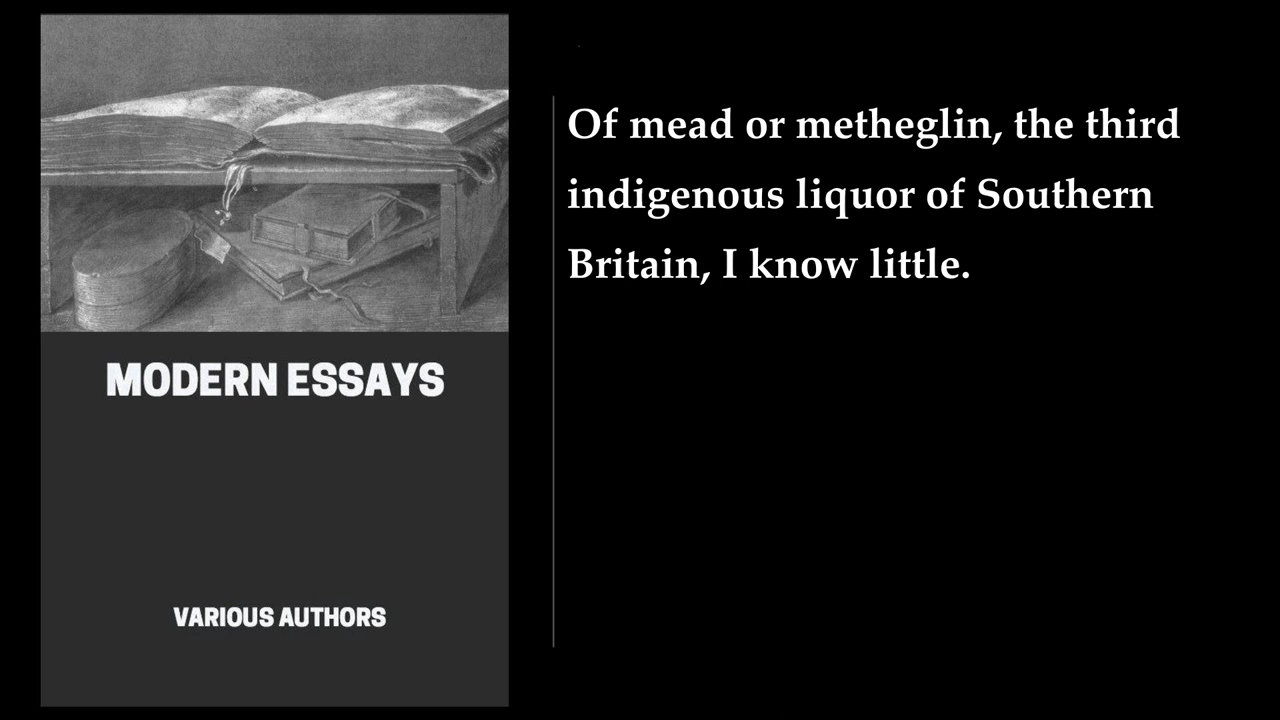 MODERN ESSAYS
VARIOUS AUTHORS
Of mead or metheglin, the third
indigenous liquor of Southern
Britain, I know little.